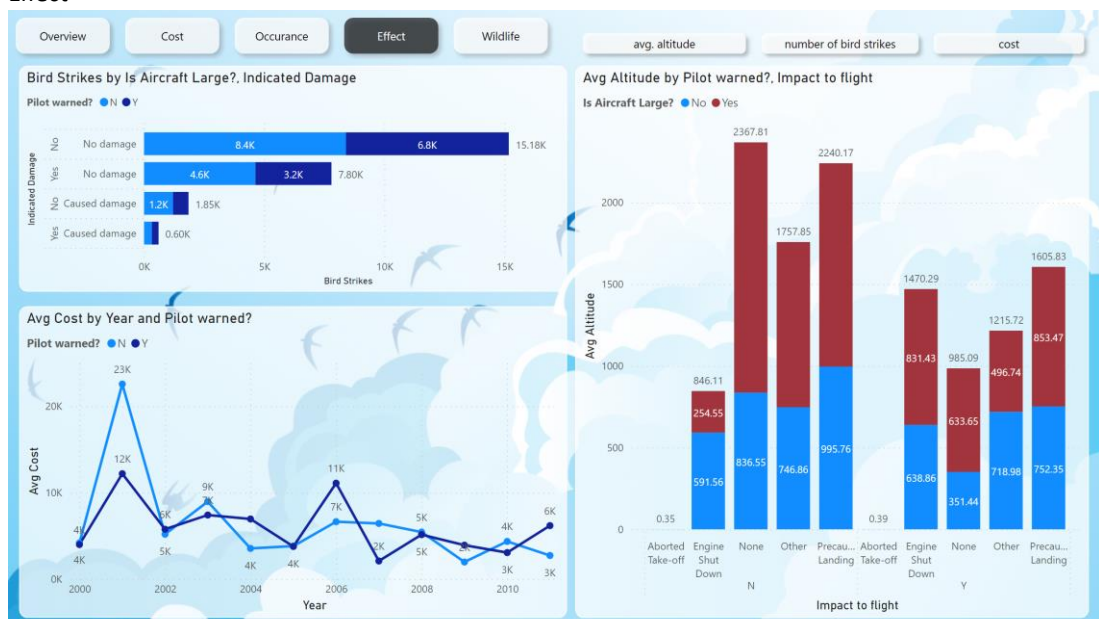 Effect
Overview
Cost
Occurance
Effect
Wildlife
avg. altitude
number of bird strikes
cost
Bird Strikes by Is Aircraft Large?, Indicated Damage
Pilot warned? N Y
Indicated Damage
No No damage 8.4K 6.8K 15.18K
Yes No damage 4.6K 3.2K 7.80K
No Caused damage 1.2K 1.85K
Yes Caused damage 0.60K
0K 5K 10K 15K
Bird Strikes
Avg Cost by Year and Pilot warned?
Pilot warned? N Y
Avg Cost
23K
20K
12K
11K
10K
9K
7K
7K
6K
6K
5K
4K
4K
5K
4K
4K
4K
2K
5K
2K
3K
3K
0K
2000 2002 2004 2006 2008 2010
Year
Avg Altitude by Pilot warned?, Impact to flight
Is Aircraft Large? No Yes
Avg Altitude
2000
1500
1000
500
0
0.35
846.11
254.55
591.56
2367.81
836.55
1757.85
746.86
2240.17
995.76
0.39
1470.29
831.43
638.86
985.09
633.65
351.44
1215.72
496.74
718.98
1605.83
853.47
752.35
Aborted Engine None Other Precau... Aborted Engine None Other Precau...
Take-off Shut Landing Take-off Shut Landing
Down Down
N Y
Impact to flight